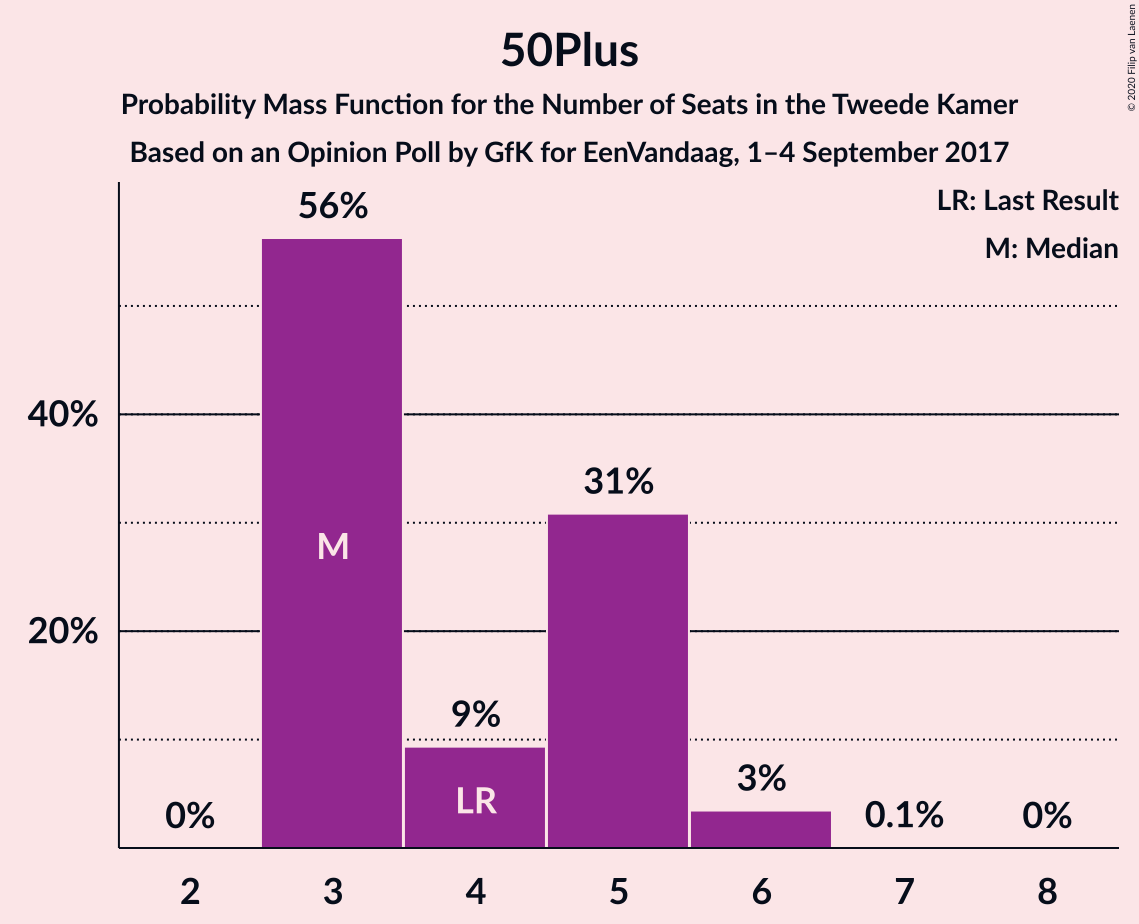 50Plus
Probability Mass Function for the Number of Seats in the Tweede Kamer
Based on an Opinion Poll by GfK for EenVandaag, 1–4 September 2017
© 2020 Filip van Laenen
LR: Last Result
M: Median
56%
40%
31%
M
20%
9%
LR
3%
0%
0.1%
0%
2 3 4 5 6 7 8